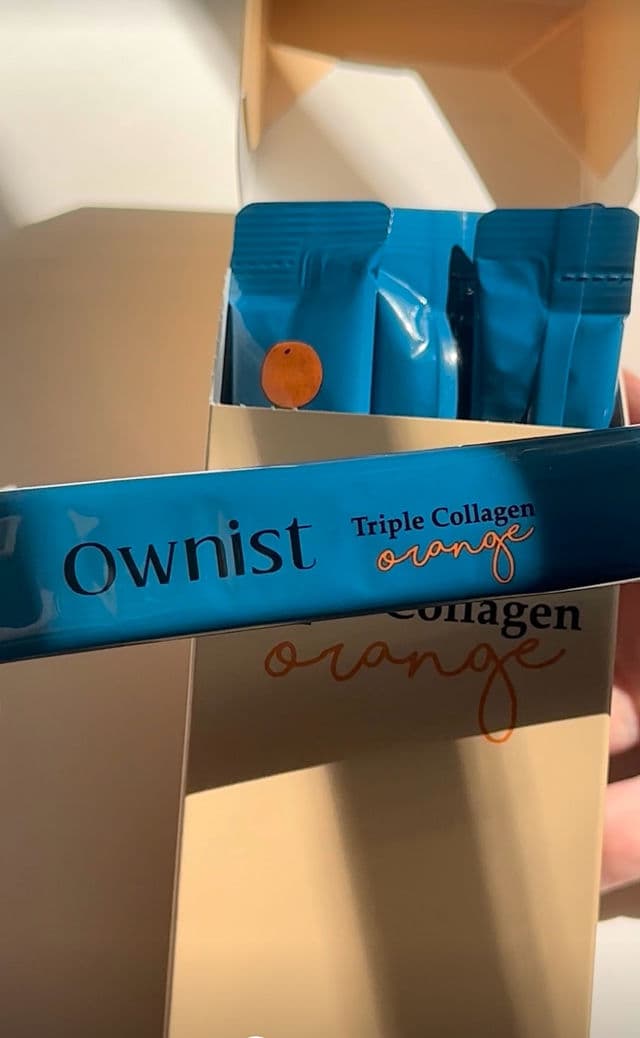 Ownist
Triple Collagen
orange
Collagen
orange